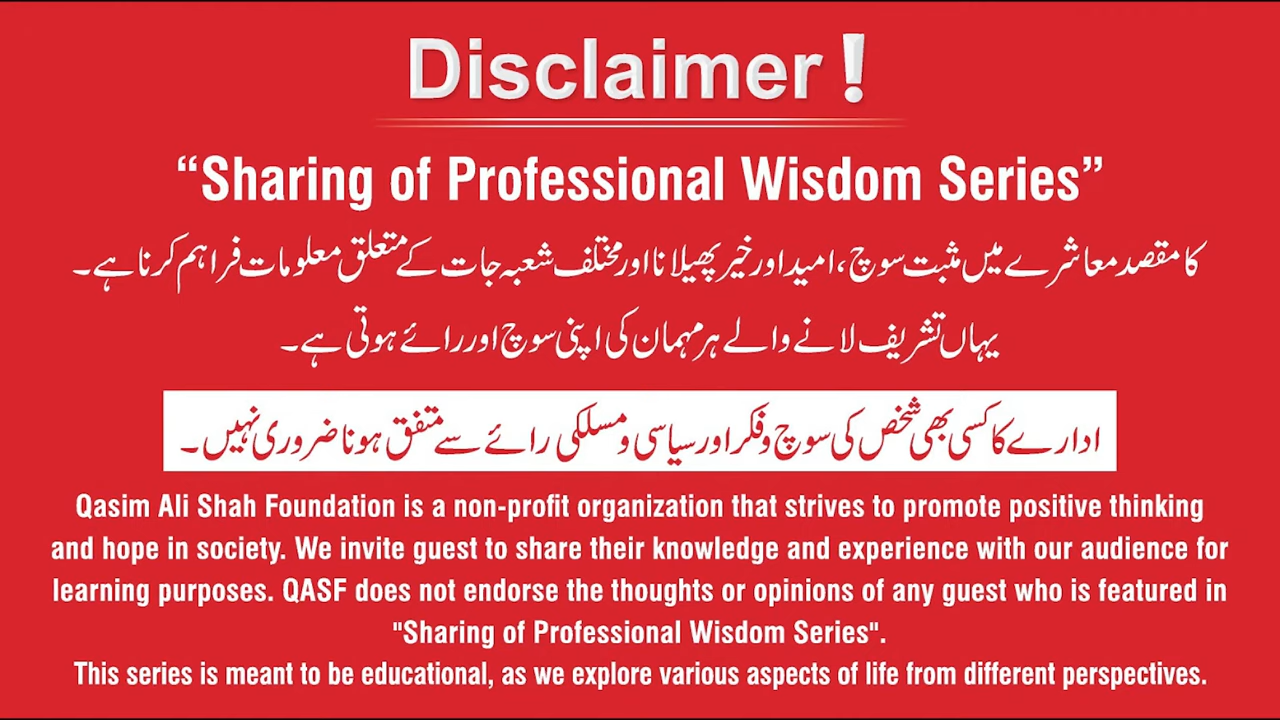 Disclaimer!
“Sharing of Professional Wisdom Series”
کا مقصد معاشرے میں مثبت سوچ، امید اور خیر پھیلانا اور مختلف شعبہ جات کے متعلق معلومات فراہم کرنا ہے۔
یہاں تشریف لانے والے ہر مہمان کی اپنی سوچ اور رائے ہوتی ہے۔
ادارے کا کسی بھی شخص کی سوچ و فکر اور سیاسی و مسلکی رائے سے متفق ہونا ضروری نہیں۔
Qasim Ali Shah Foundation is a non-profit organization that strives to promote positive thinking
and hope in society. We invite guest to share their knowledge and experience with our audience for
learning purposes. QASF does not endorse the thoughts or opinions of any guest who is featured in
"Sharing of Professional Wisdom Series".
This series is meant to be educational, as we explore various aspects of life from different perspectives.